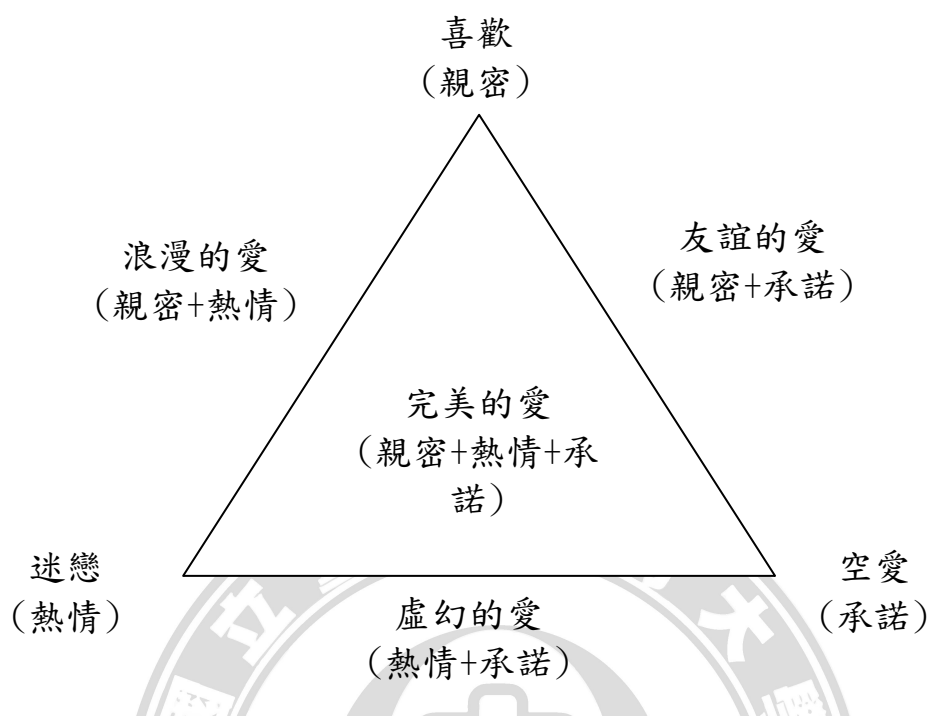 喜歡
（親密）
浪漫的愛
（親密+熱情）
友誼的愛
（親密+承諾）
完美的愛
（親密+熱情+承
諾）
迷戀
（熱情）
虛幻的愛
（熱情+承諾）
空愛
（承諾）
立
大